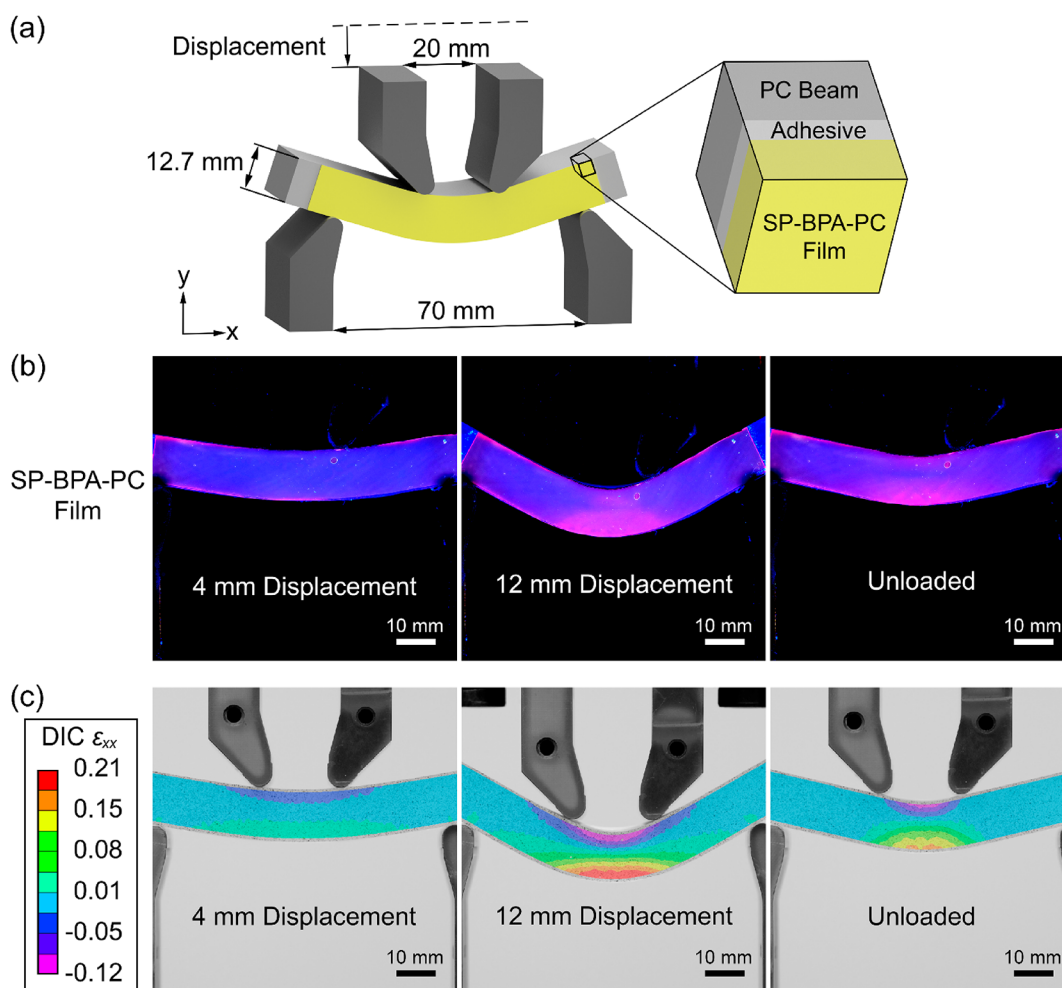 (a)
Displacement
20 mm
12.7 mm
70 mm
y
x
PC Beam
Adhesive
SP-BPA-PC
Film
(b)
SP-BPA-PC
Film
4 mm Displacement
10 mm
12 mm Displacement
10 mm
Unloaded
10 mm
(c)
DIC εxx
0.21
0.15
0.08
0.01
-0.05
-0.12
4 mm Displacement
10 mm
12 mm Displacement
10 mm
Unloaded
10 mm